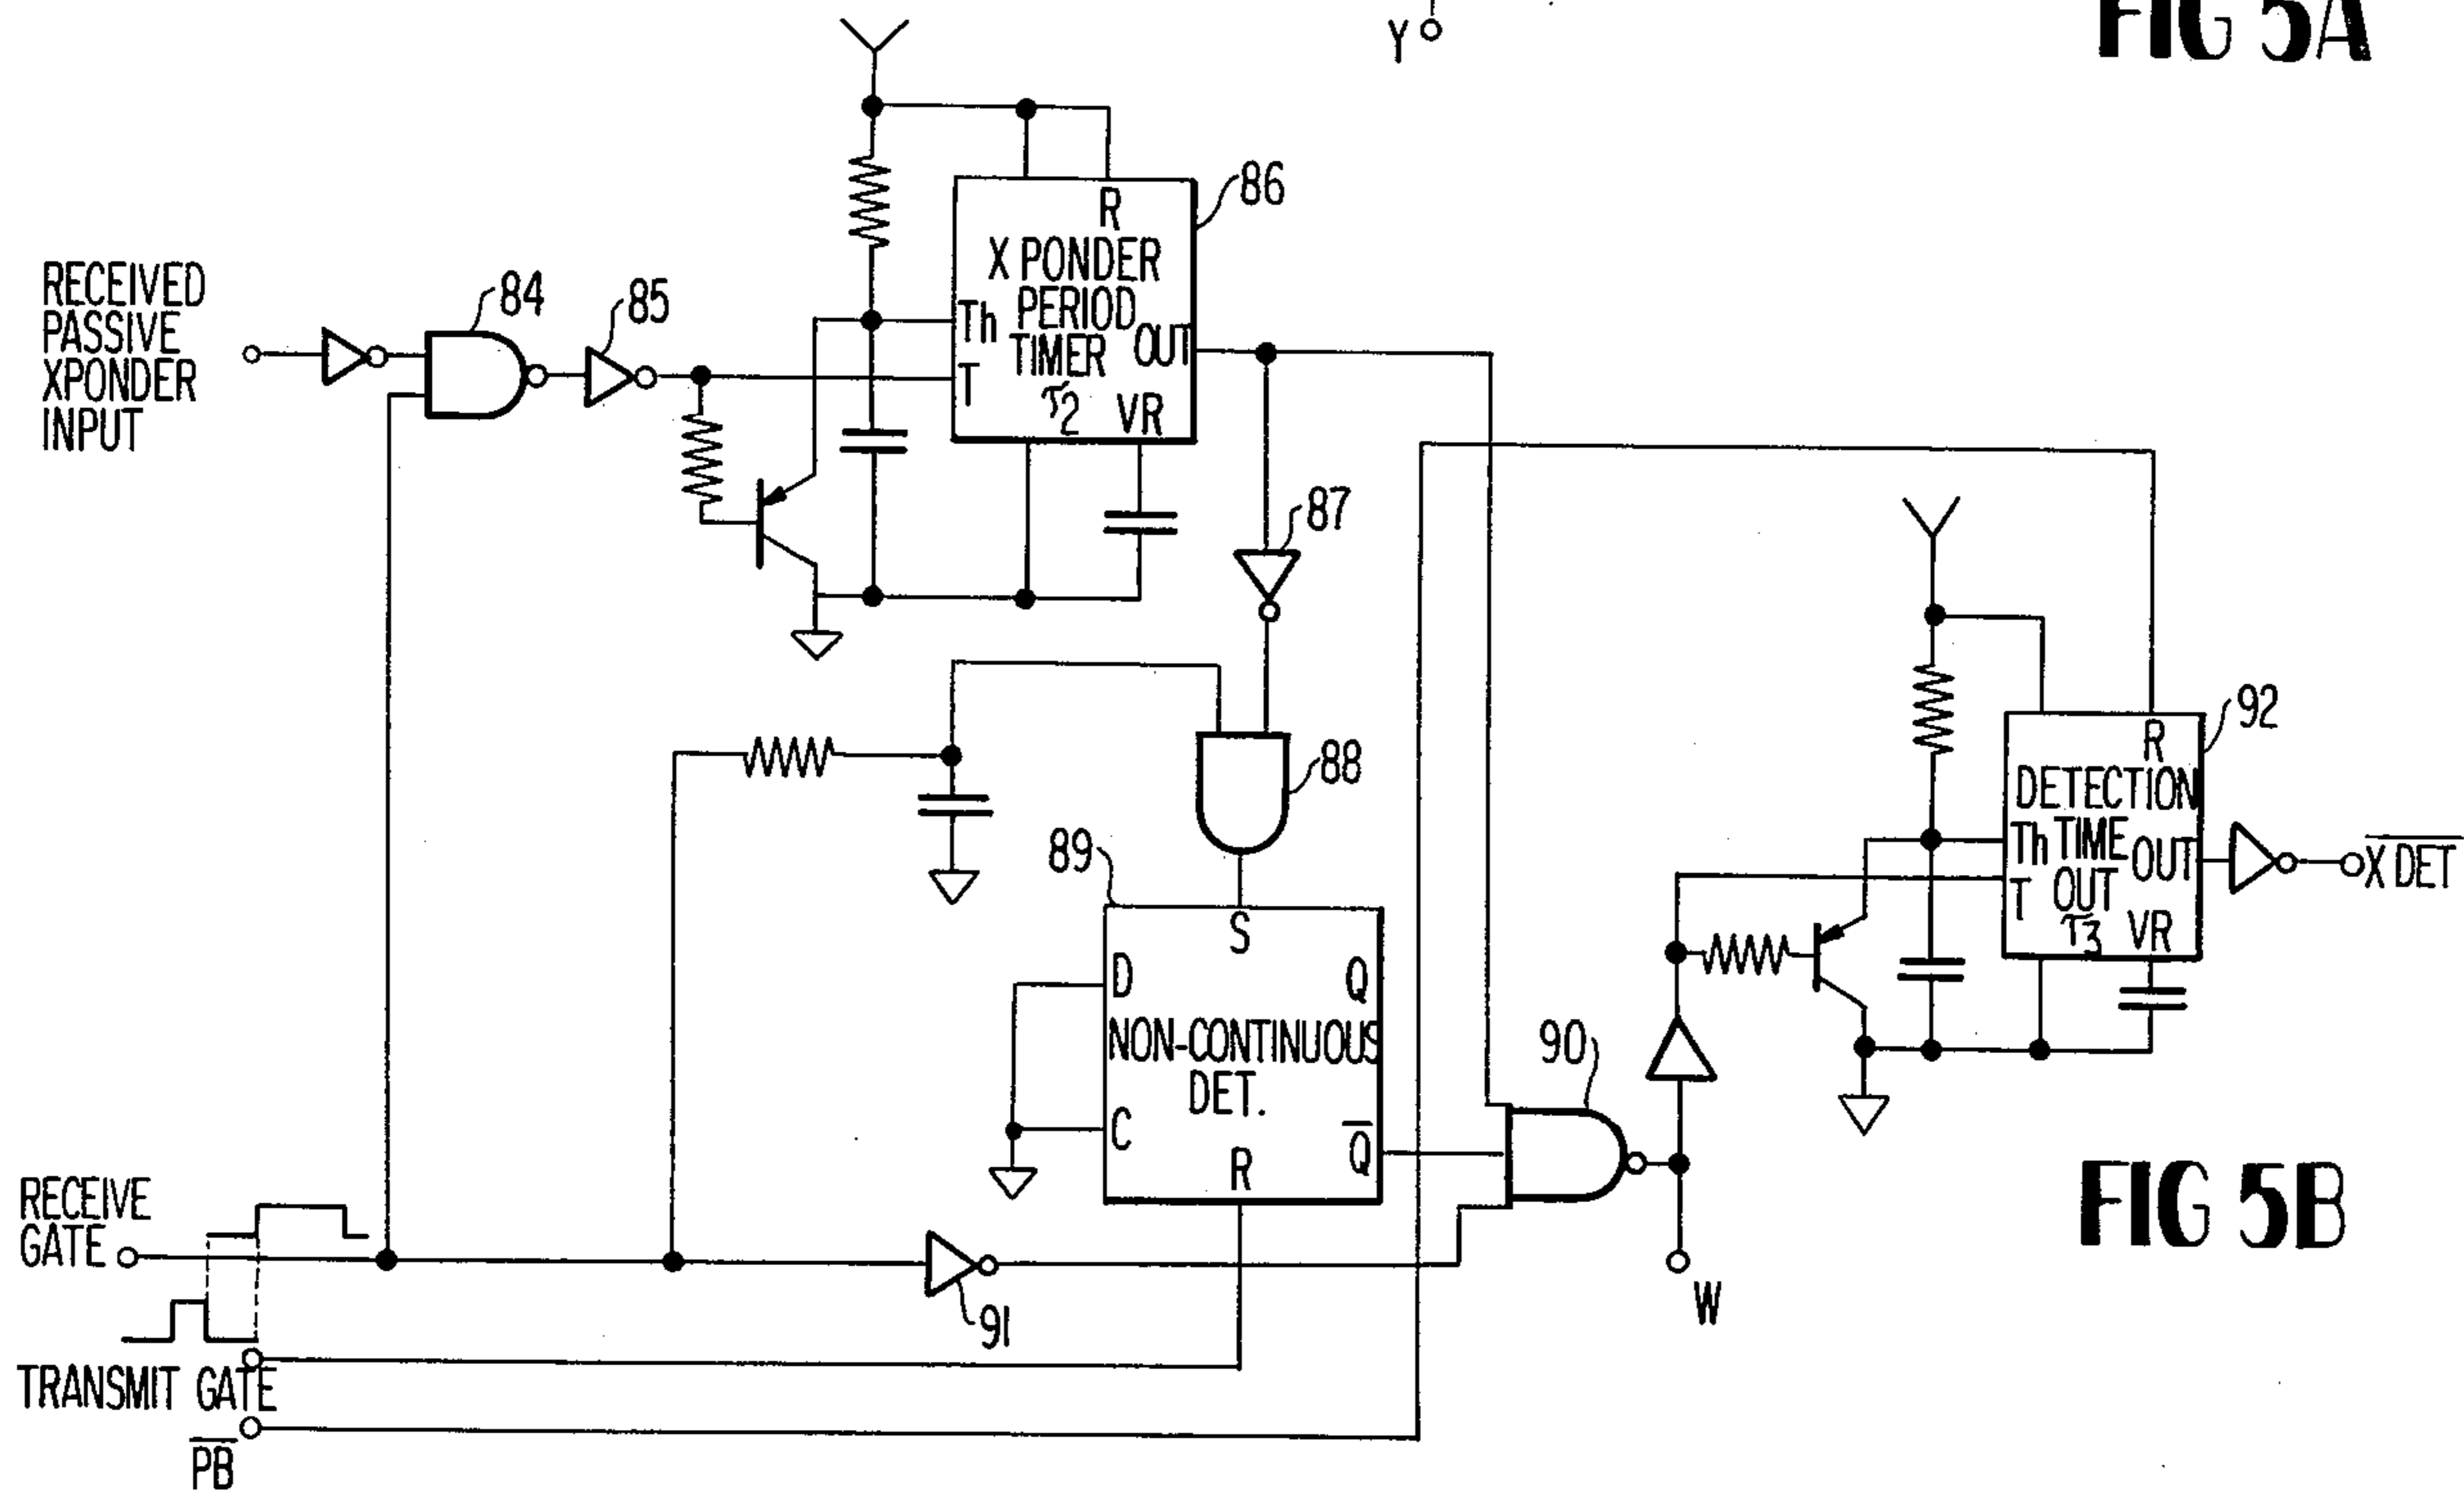 FIG 5A
Y
RECEIVED
PASSIVE
XPONDER
INPUT
84
85
86
R
X PONDER
PERIOD
TIMER
τ2
Th
T
OUT
VR
87
88
89
S
D
Q
NON-CONTINUOUS
DET.
C
Q̅
R
90
91
92
R
DETECTION
TIME
OUT
τ3
Th
T
OUT
VR
X̅ ̅D̅E̅T̅
W
RECEIVE
GATE
TRANSMIT GATE
P̅B̅
FIG 5B